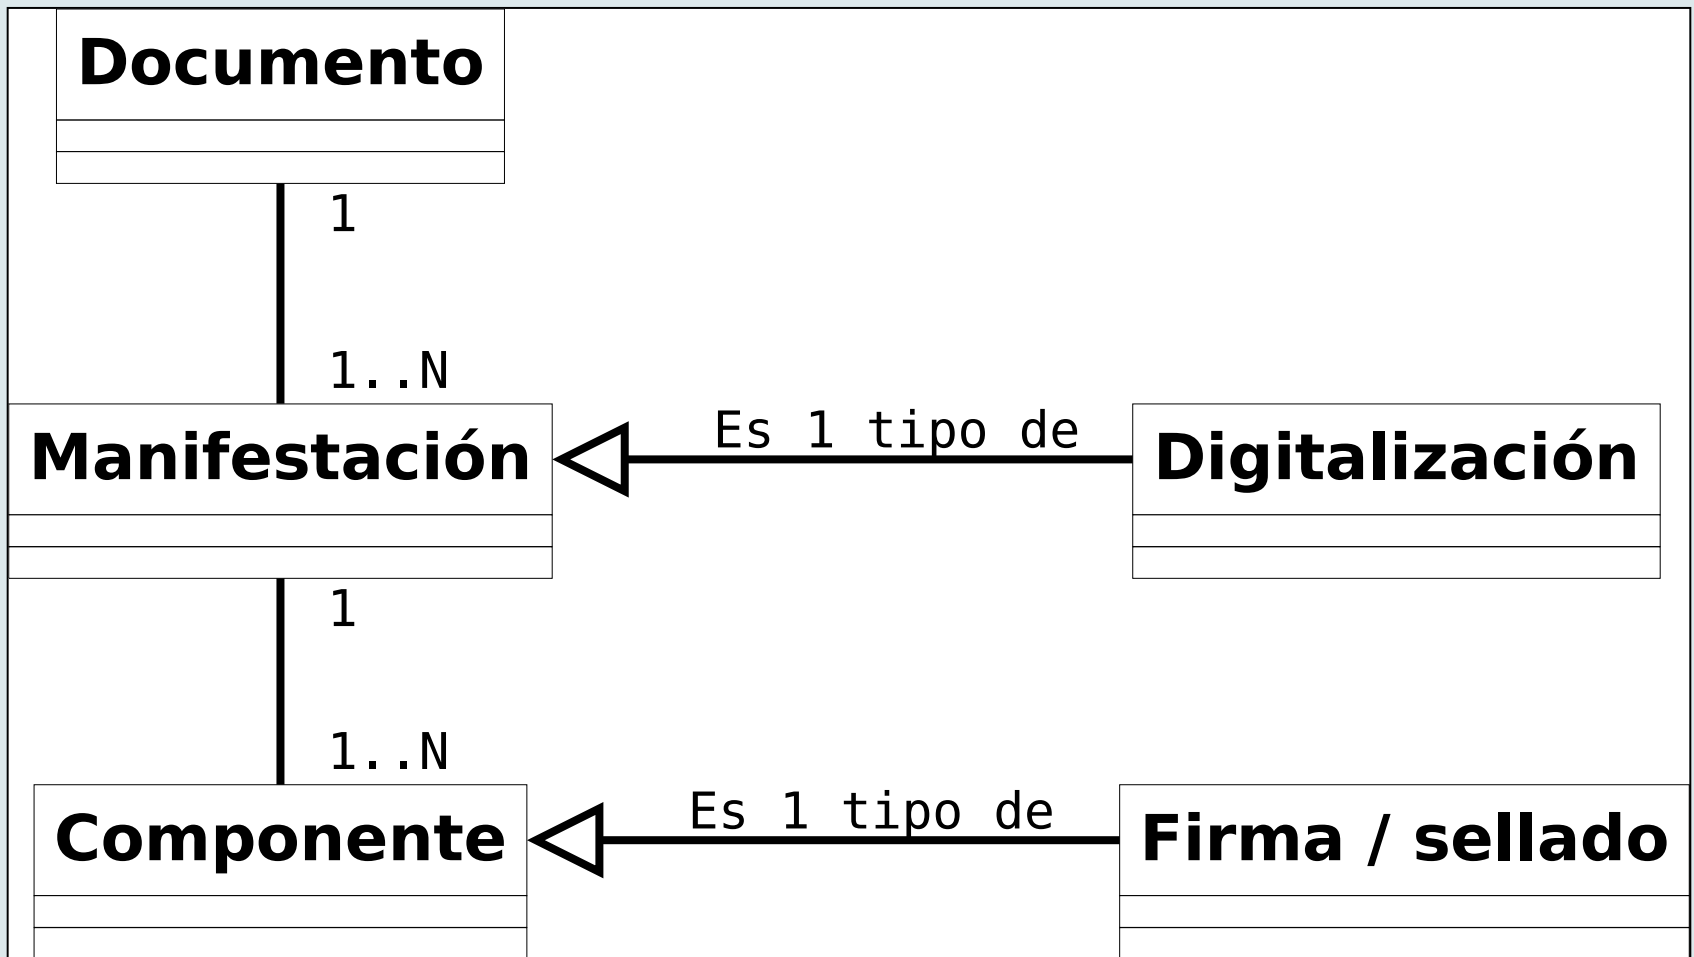 Documento
1
1..N
Manifestación
Es 1 tipo de
Digitalización
1
1..N
Componente
Es 1 tipo de
Firma / sellado